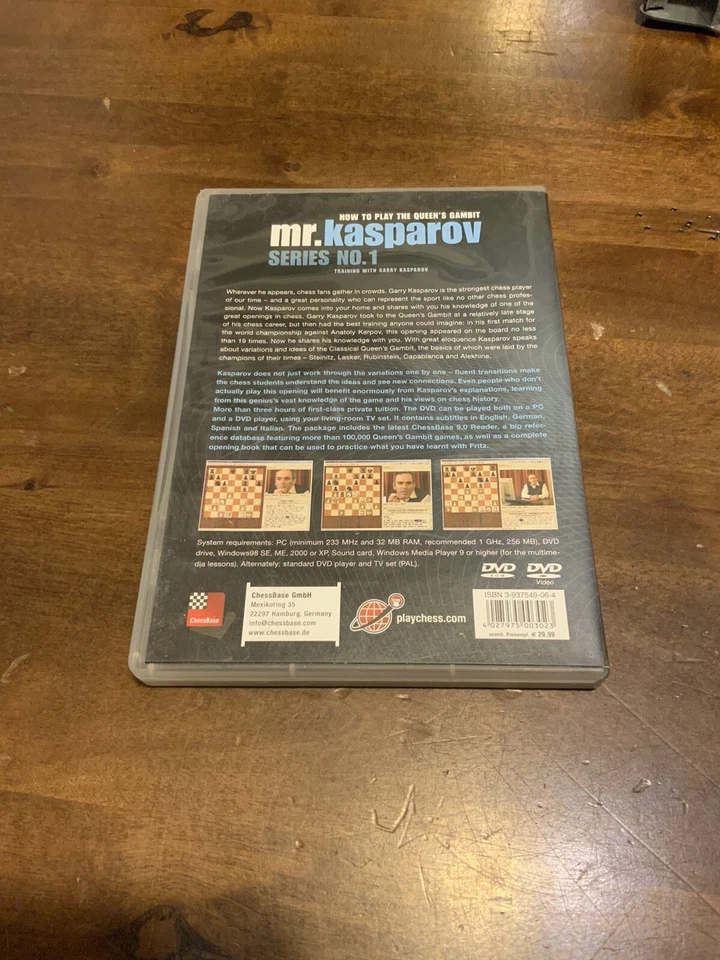 HOW TO PLAY THE QUEEN'S GAMBIT
mr.kasparov
SERIES NO.1
TRAINING WITH GARRY KASPAROV
Wherever he appears, chess fans gather in crowds. Garry Kasparov is the strongest chess player
of our time – and a great personality who can represent the sport like no other chess profes-
sional. Now Kasparov comes into your home and shares with you his knowledge of one of the
great openings in chess. Garry Kasparov took to the Queen's Gambit at a relatively late stage
of his chess career, but then had the best training anyone could imagine: in his first match for
the world championship against Anatoly Karpov, this opening appeared on the board no less
than 19 times. Now he shares his knowledge with you. With great eloquence Kasparov speaks
about variations and ideas of the Classical Queen's Gambit, the basics of which were laid by the
champions of their times – Steinitz, Lasker, Rubinstein, Capablanca and Alekhine.
Kasparov does not just work through the variations one by one – fluent transitions make
the chess students understand the ideas and see new connections. Even people who don't
actually play this opening will benefit enormously from Kasparov's explanations, learning
from this genius's vast knowledge of the game and his views on chess history.
More than three hours of first-class private tuition. The DVD can be played both on a PC
and a DVD player, using your living-room TV set. It contains subtitles in English, German,
Spanish and Italian. The package includes the latest ChessBase 9.0 Reader, a big refer-
ence database featuring more than 100,000 Queen's Gambit games, as well as a complete
opening book that can be used to practice what you have learnt with Fritz.
System requirements: PC (minimum 233 MHz and 32 MB RAM, recommended 1 GHz, 256 MB), DVD
drive, Windows98 SE, ME, 2000 or XP, Sound card, Windows Media Player 9 or higher (for the multime-
dia lessons). Alternately: standard DVD player and TV set (PAL).
DVD ROM
DVD Video
ChessBase
ChessBase GmbH
Mexikoring 35
22297 Hamburg, Germany
info@chessbase.com
www.chessbase.de
playchess.com
ISBN 3-937549-06-4
4 027975 003023
unverb. Preisempf. € 29,99